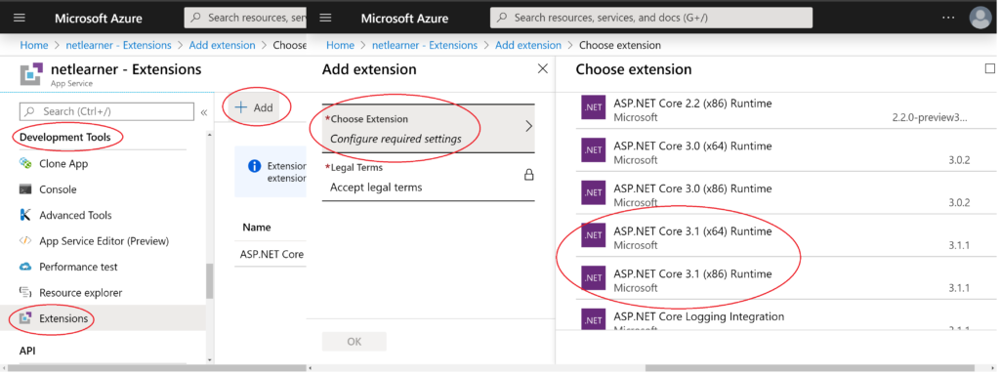 Microsoft Azure
Search resources, serv
Home > netlearner - Extensions > Add extension > Choose
netlearner - Extensions
App Service
Search (Ctrl+/)
«
Development Tools
Clone App
Console
Advanced Tools
App Service Editor (Preview)
Performance test
Resource explorer
Extensions
API
+ Add
Extension
extension
Name
ASP.NET Core
Microsoft Azure
Search resources, services, and docs (G+/)
...
Home > netlearner - Extensions > Add extension > Choose extension
Add extension
*Choose Extension
Configure required settings
*Legal Terms
Accept legal terms
OK
Choose extension
.NET
ASP.NET Core 2.2 (x86) Runtime
Microsoft
2.2.0-preview3...
.NET
ASP.NET Core 3.0 (x64) Runtime
Microsoft
3.0.2
.NET
ASP.NET Core 3.0 (x86) Runtime
Microsoft
3.0.2
.NET
ASP.NET Core 3.1 (x64) Runtime
Microsoft
3.1.1
.NET
ASP.NET Core 3.1 (x86) Runtime
Microsoft
3.1.1
.NET
ASP.NET Core Logging Integration